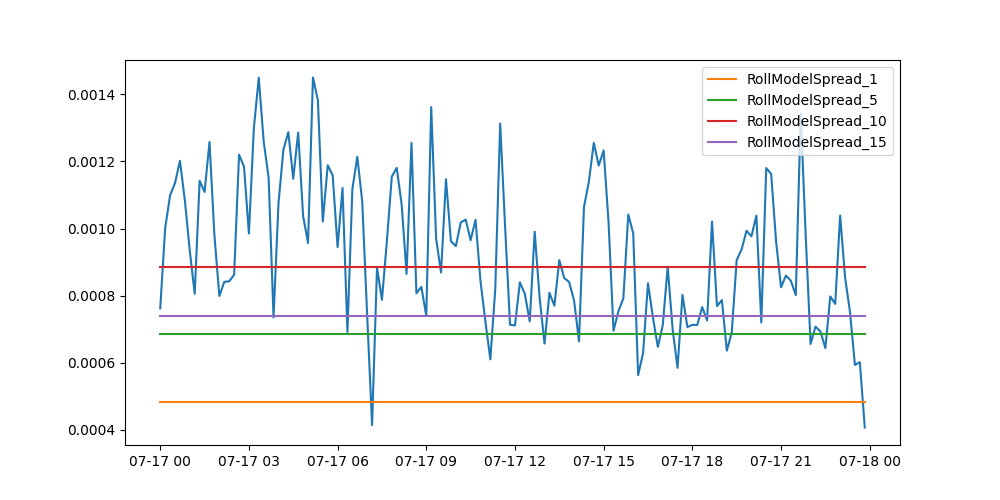 RollModelSpread_1
RollModelSpread_5
RollModelSpread_10
RollModelSpread_15
0.0014
0.0012
0.0010
0.0008
0.0006
0.0004
07-17 00 07-17 03 07-17 06 07-17 09 07-17 12 07-17 15 07-17 18 07-17 21 07-18 00